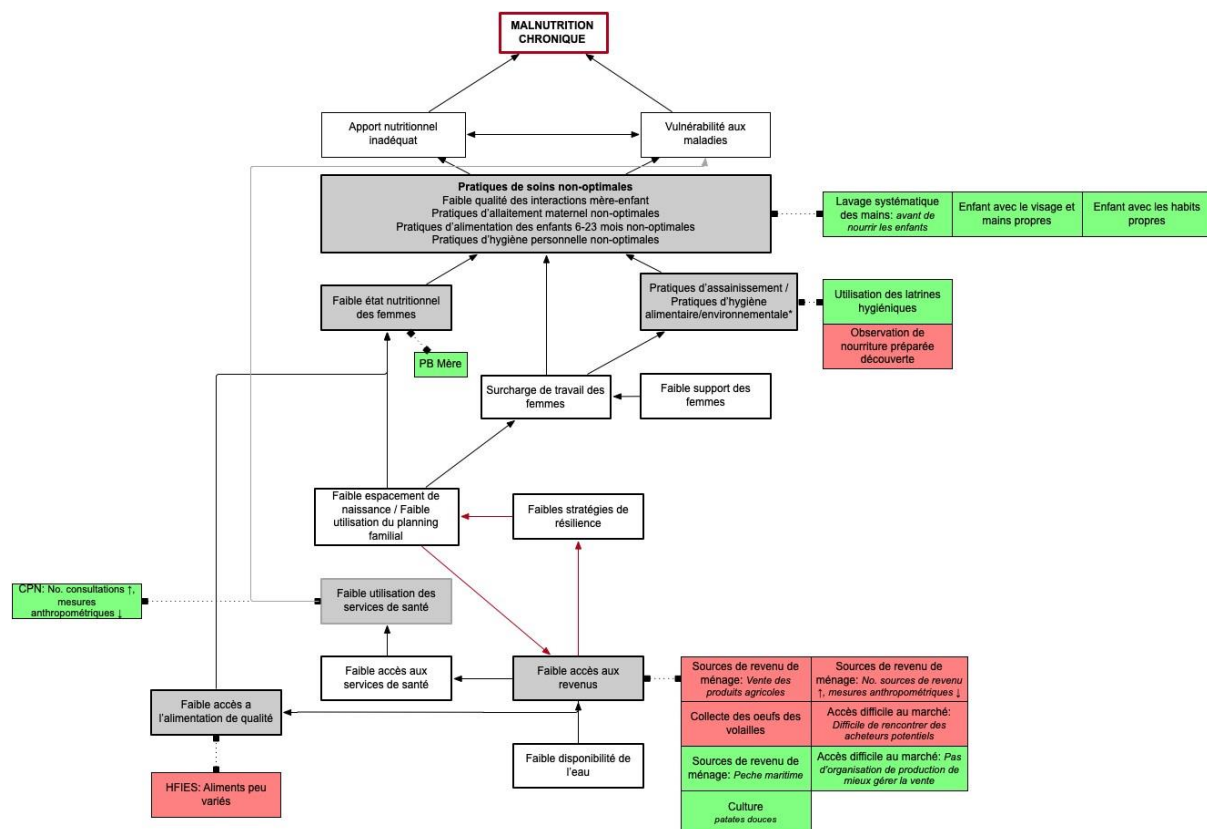 MALNUTRITION
CHRONIQUE
Apport nutritionnel
inadéquat
Vulnérabilité aux
maladies
Pratiques de soins non-optimales
Faible qualité des interactions mère-enfant
Pratiques d'allaitement maternel non-optimales
Pratiques d'alimentation des enfants 6-23 mois non-optimales
Pratiques d'hygiène personnelle non-optimales
Lavage systématique
des mains: avant de
nourrir les enfants
Enfant avec le visage et
mains propres
Enfant avec les habits
propres
Faible état nutritionnel
des femmes
Pratiques d'assainissement /
Pratiques d'hygiène
alimentaire/environnementale*
Utilisation des latrines
hygiéniques
Observation de
nourriture préparée
découverte
PB Mère
Surcharge de travail des
femmes
Faible support des
femmes
Faible espacement de
naissance / Faible
utilisation du planning
familial
Faibles stratégies de
résilience
CPN: No. consultations ↑,
mesures
anthropométriques ↓
Faible utilisation des
services de santé
Faible accès aux
services de santé
Faible accès aux
revenus
Sources de revenu de
ménage: Vente des
produits agricoles
Sources de revenu de
ménage: No. sources de revenu
↑, mesures anthropométriques ↓
Faible accès a
l'alimentation de qualité
Collecte des oeufs des
volailles
Accès difficile au marché:
Difficile de rencontrer des
acheteurs potentiels
Faible disponibilité de
l'eau
Sources de revenu de
ménage: Peche maritime
Accès difficile au marché: Pas
d'organisation de production de
mieux gérer la vente
HFIES: Aliments peu
variés
Culture
patates douces